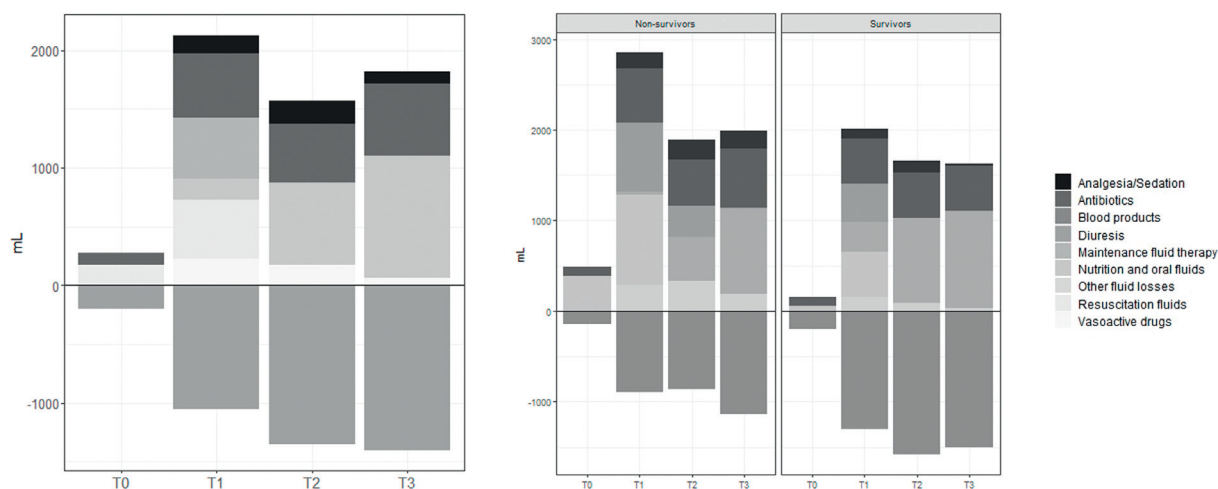 mL
2000
1000
0
-1000
T0 T1 T2 T3
Non-survivors Survivors
mL
3000
2000
1000
0
-1000
T0 T1 T2 T3 T0 T1 T2 T3
Analgesia/Sedation
Antibiotics
Blood products
Diuresis
Maintenance fluid therapy
Nutrition and oral fluids
Other fluid losses
Resuscitation fluids
Vasoactive drugs